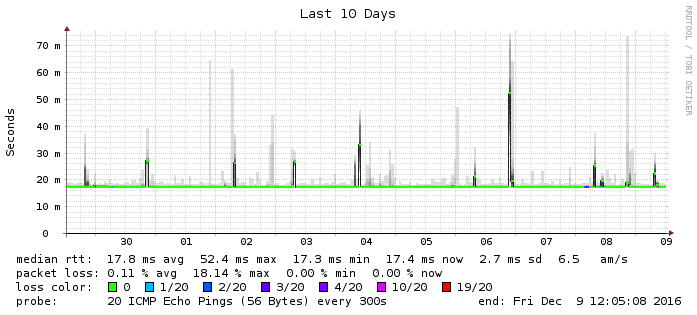 Last 10 Days
RRDTOOL / TOBI OETIKER
Seconds
70 m
60 m
50 m
40 m
30 m
20 m
10 m
0
30 01 02 03 04 05 06 07 08 09
median rtt: 17.8 ms avg 52.4 ms max 17.3 ms min 17.4 ms now 2.7 ms sd 6.5 am/s
packet loss: 0.11 % avg 18.14 % max 0.00 % min 0.00 % now
loss color: 0 1/20 2/20 3/20 4/20 10/20 19/20
probe: 20 ICMP Echo Pings (56 Bytes) every 300s end: Fri Dec 9 12:05:08 2016